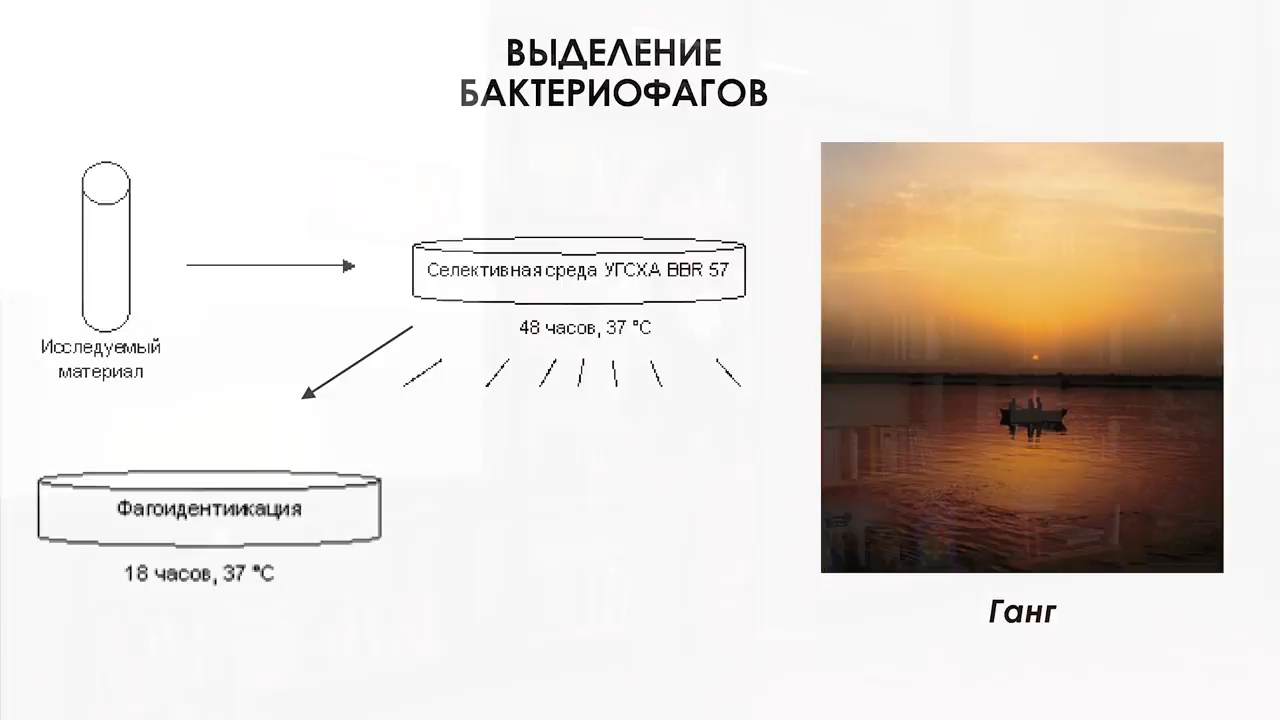 ВЫДЕЛЕНИЕ
БАКТЕРИОФАГОВ
Исследуемый
материал
Селективная среда УГСХА BBR 57
48 часов, 37 °С
Фагоидентиикация
18 часов, 37 °С
Ганг